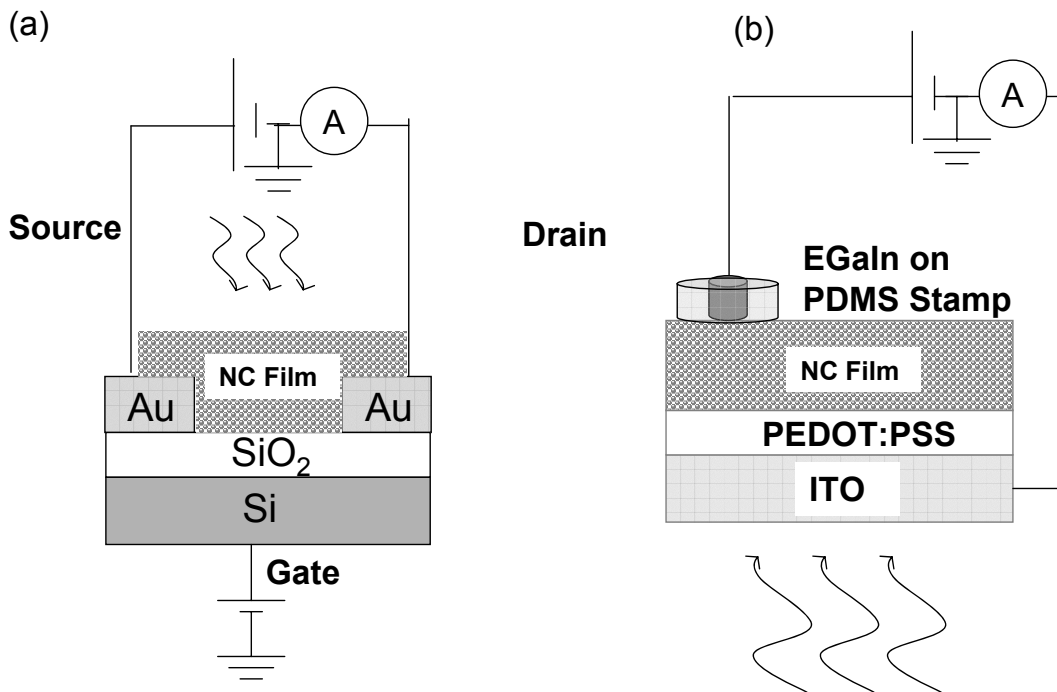 (a)
A
Source
NC Film
Au
Au
SiO₂
Si
Gate
(b)
A
Drain
EGaIn on
PDMS Stamp
NC Film
PEDOT:PSS
ITO